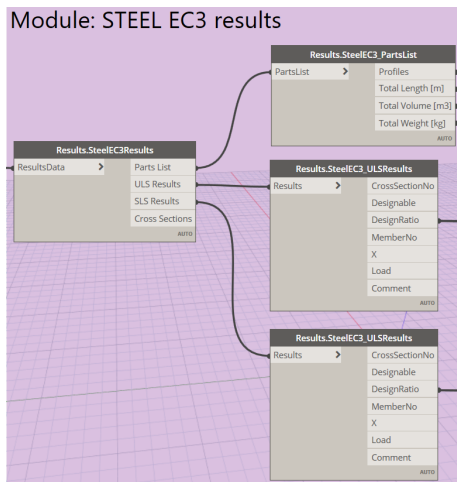 Module: STEEL EC3 results
Results.SteelEC3_PartsList
PartsList >
Profiles
Total Length [m]
Total Volume [m3]
Total Weight [kg]
AUTO
Results.SteelEC3Results
ResultsData >
Parts List
ULS Results
SLS Results
Cross Sections
AUTO
Results.SteelEC3_ULSResults
Results >
CrossSectionNo
Designable
DesignRatio
MemberNo
X
Load
Comment
AUTO
Results.SteelEC3_ULSResults
Results >
CrossSectionNo
Designable
DesignRatio
MemberNo
X
Load
Comment
AUTO